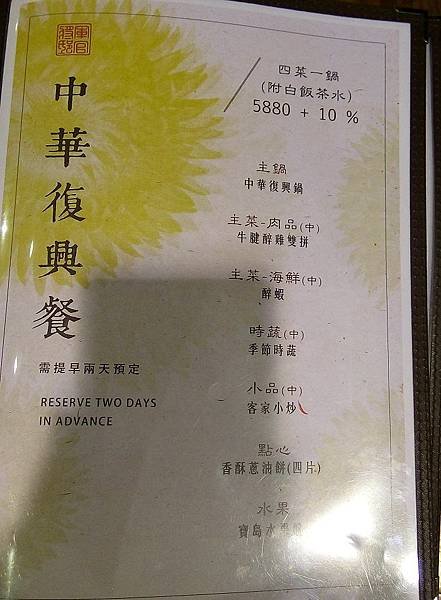 中華復興餐
需提早兩天預定
RESERVE TWO DAYS
IN ADVANCE
四菜一鍋
(附白飯茶水)
5880 + 10 %
主鍋
中華復興鍋
主菜-肉品(中)
牛腱醉雞雙拼
主菜-海鮮(中)
醉蝦
時蔬(中)
季節時蔬
小品(中)
客家小炒
點心
香酥蔥油餅(四片)
水果
寶島水果